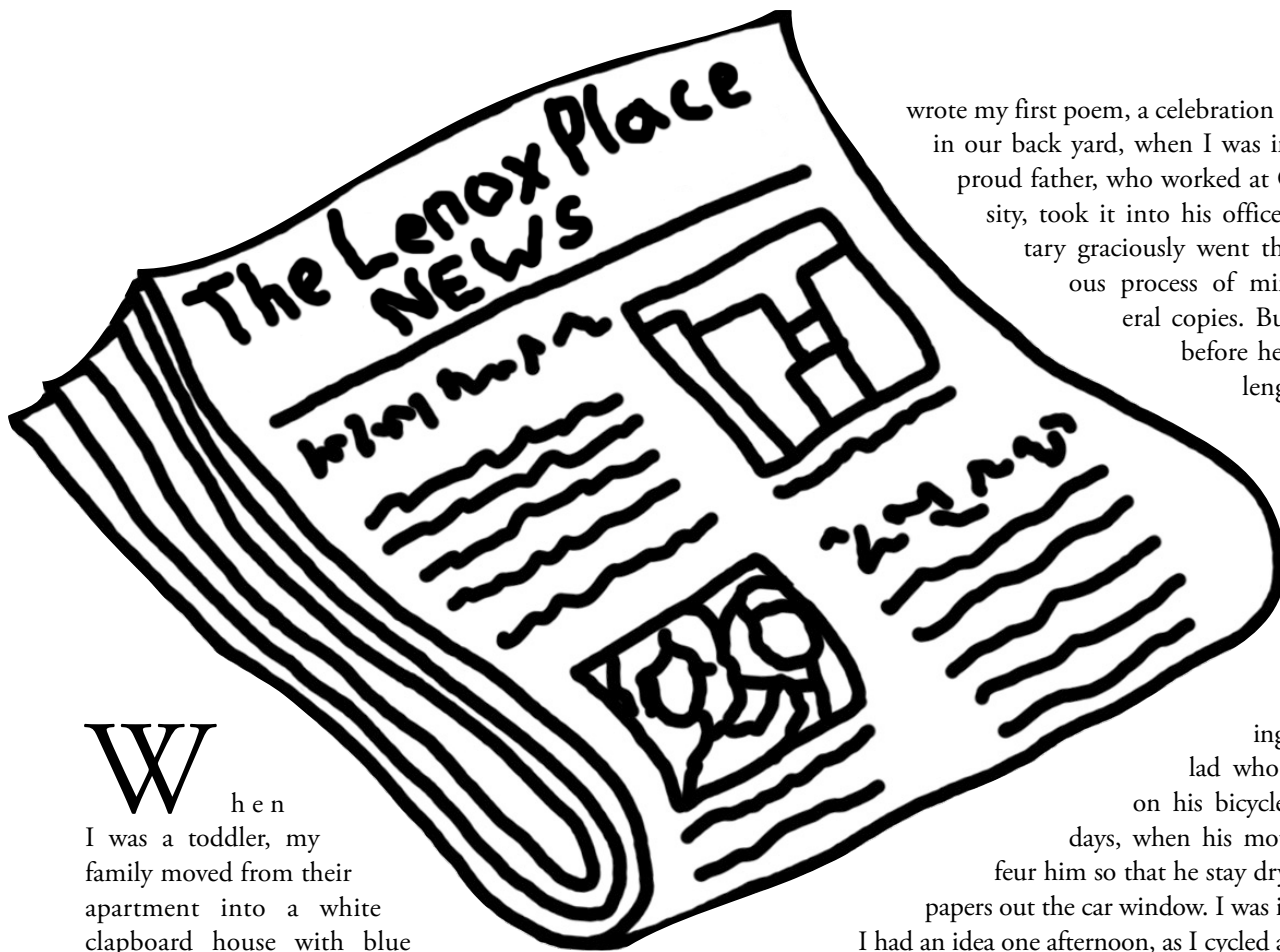 The Lenox Place
NEWS
When
I was a toddler, my
family moved from their
apartment into a white
clapboard house with blue
wrote my first poem, a celebration
in our back yard, when I was in
proud father, who worked at
sity, took it into his office
tary graciously went th
ous process of mi
eral copies. Bu
before he
leng
ing
lad who
on his bicycle
days, when his mo
feur him so that he stay dry
papers out the car window. I was i
I had an idea one afternoon, as I cycled a